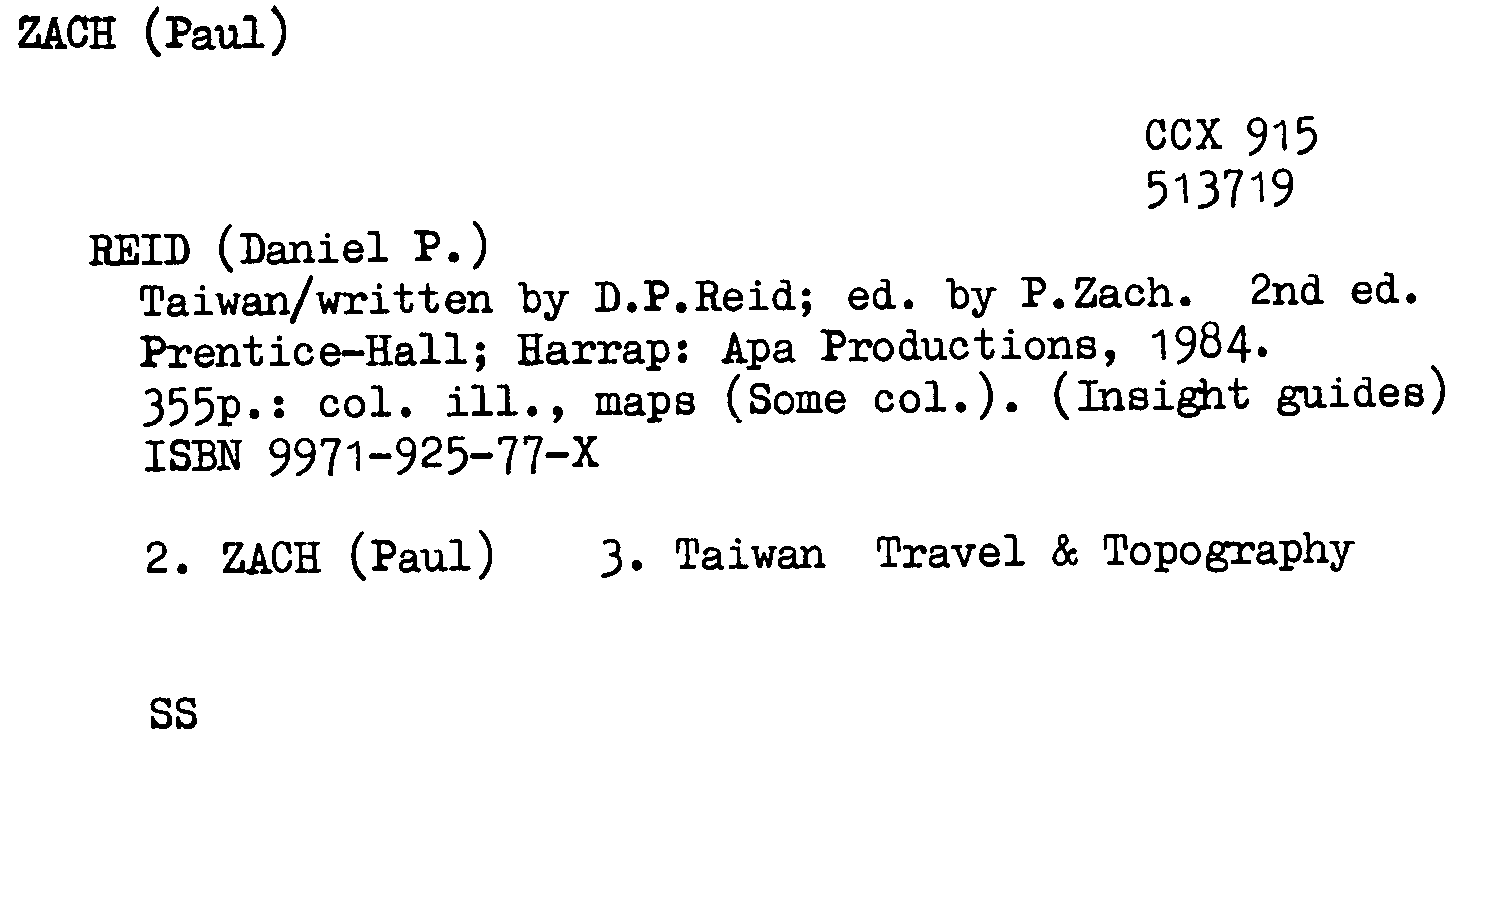 ZACH (Paul)
CCX 915
513719
REID (Daniel P.)
Taiwan/written by D.P.Reid; ed. by P.Zach. 2nd ed.
Prentice-Hall; Harrap: Apa Productions, 1984.
355p.: col. ill., maps (Some col.). (Insight guides)
ISBN 9971-925-77-X
2. ZACH (Paul) 3. Taiwan Travel & Topography
SS